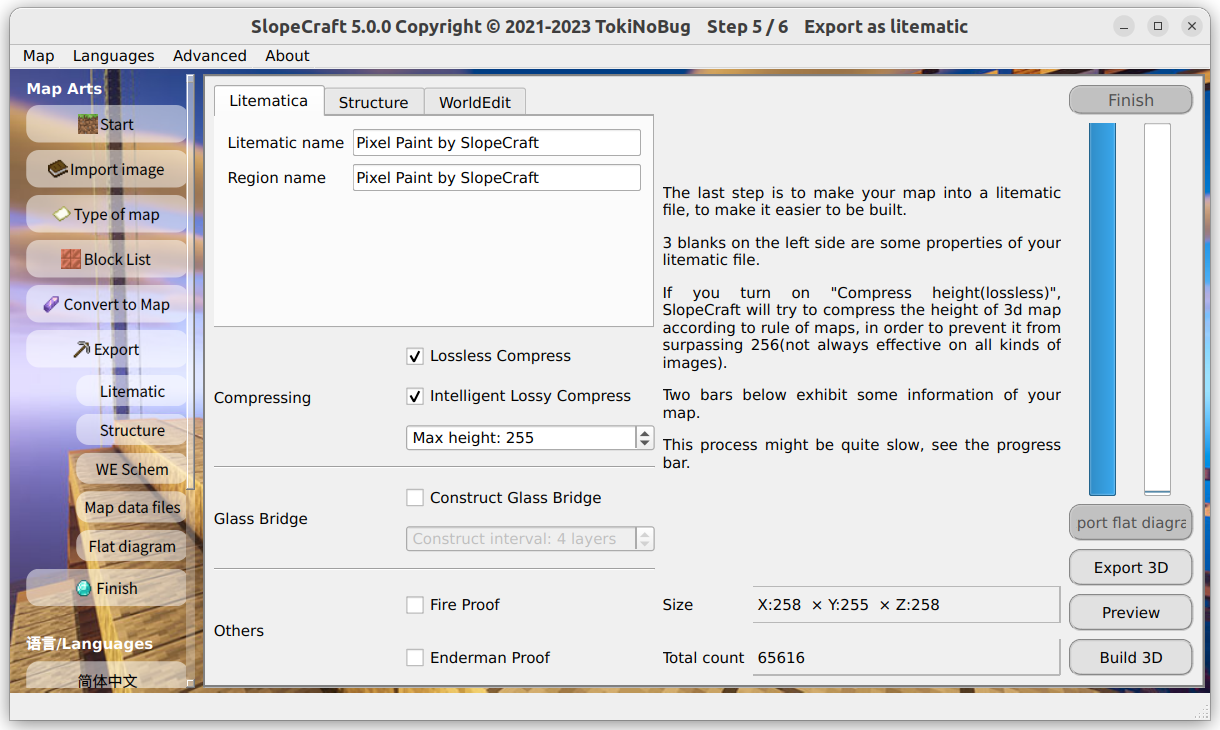 SlopeCraft 5.0.0 Copyright © 2021-2023 TokiNoBug Step 5 / 6 Export as litematic
Map Languages Advanced About
Map Arts
Start
Import image
Type of map
Block List
Convert to Map
Export
Litematic
Structure
WE Schem
Map data files
Flat diagram
Finish
语言/Languages
简体中文
Litematica Structure WorldEdit
Litematic name Pixel Paint by SlopeCraft
Region name Pixel Paint by SlopeCraft
Compressing
Lossless Compress
Intelligent Lossy Compress
Max height: 255
Glass Bridge
Construct Glass Bridge
Construct interval: 4 layers
Others
Fire Proof
Enderman Proof
The last step is to make your map into a litematic
file, to make it easier to be built.
3 blanks on the left side are some properties of your
litematic file.
If you turn on "Compress height(lossless)",
SlopeCraft will try to compress the height of 3d map
according to rule of maps, in order to prevent it from
surpassing 256(not always effective on all kinds of
images).
Two bars below exhibit some information of your
map.
This process might be quite slow, see the progress
bar.
Size X:258 × Y:255 × Z:258
Total count 65616
Finish
port flat diagra
Export 3D
Preview
Build 3D